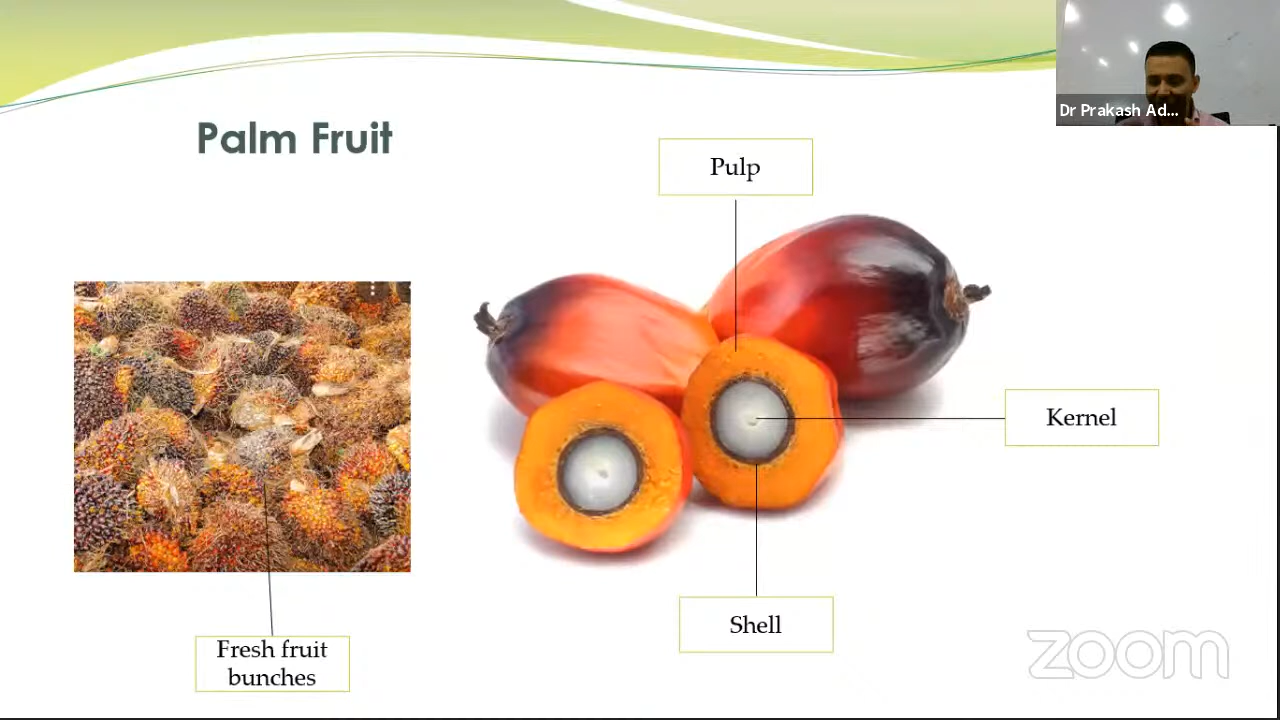 Dr Prakash Ad...
Palm Fruit
Pulp
Kernel
Shell
Fresh fruit
bunches
zoom